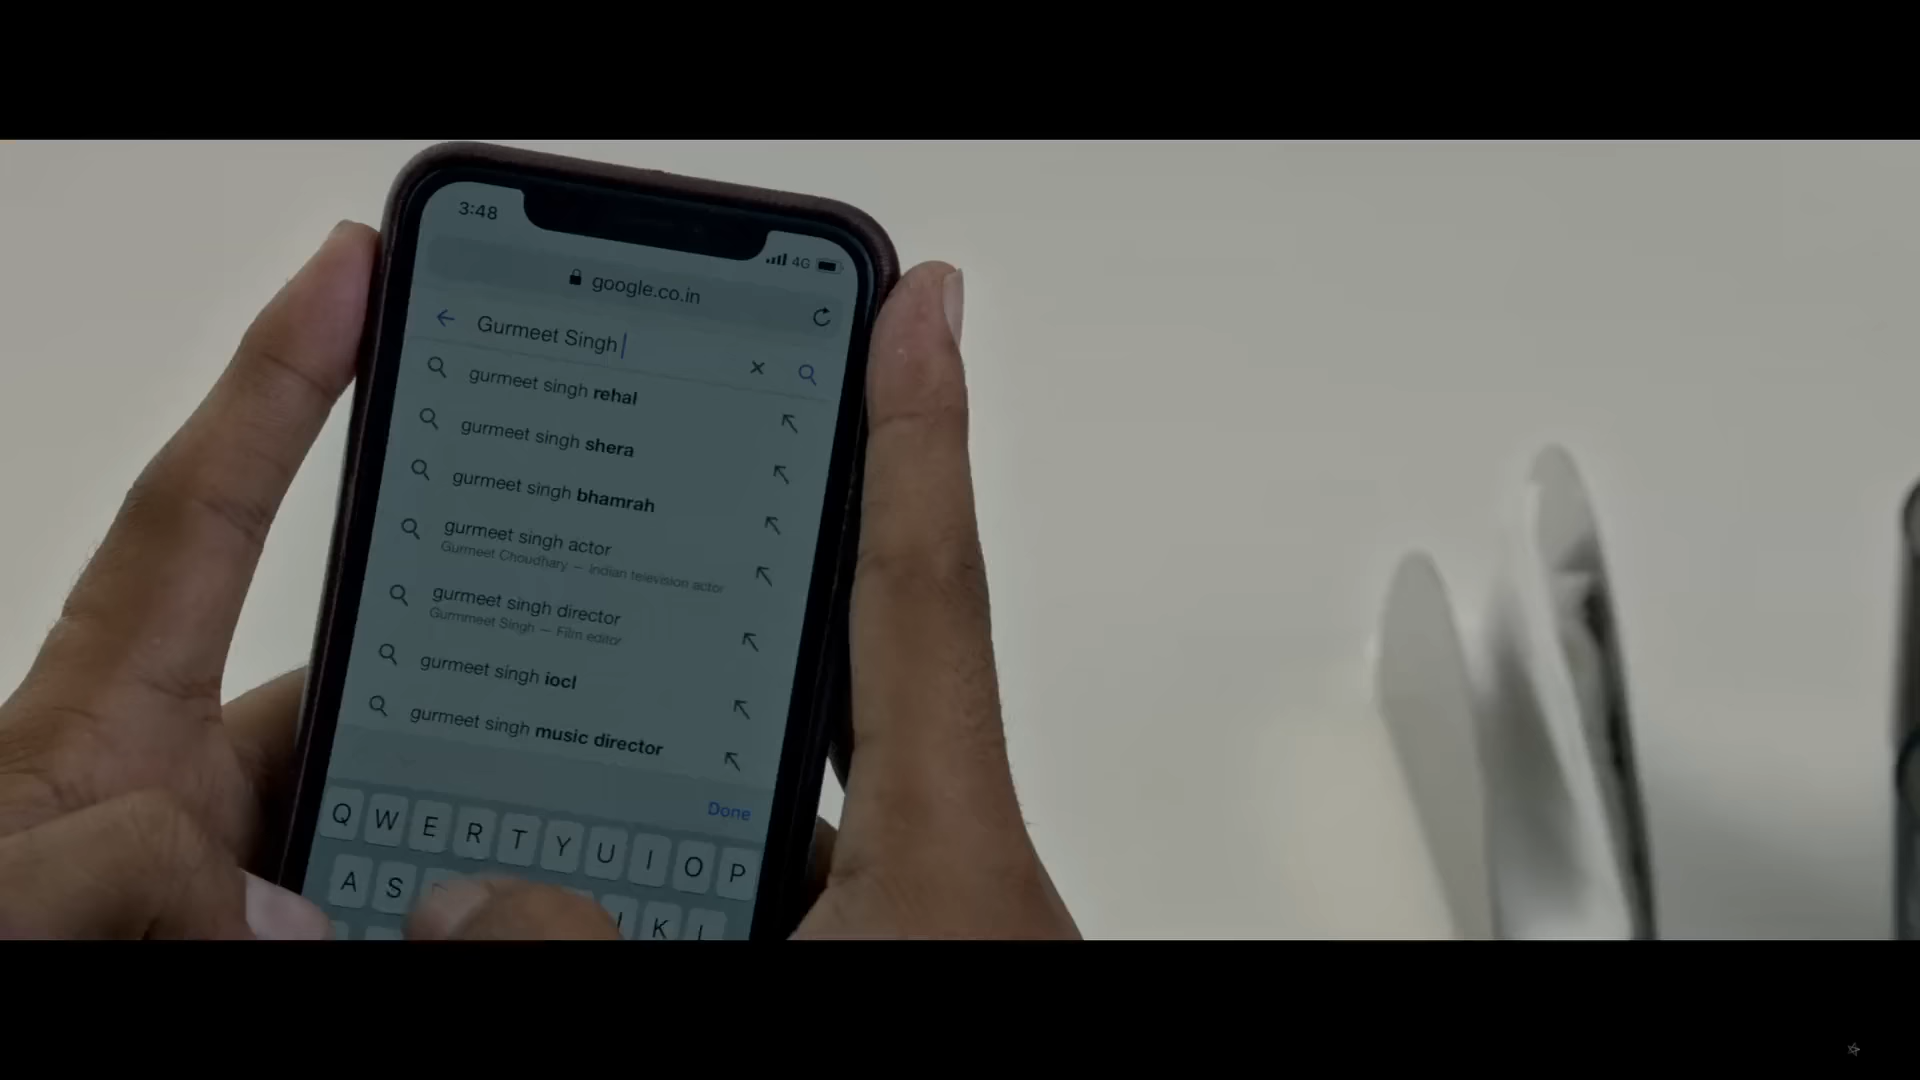 3:48
4G
google.co.in
Gurmeet Singh
gurmeet singh rehal
gurmeet singh shera
gurmeet singh bhamrah
gurmeet singh actor
Gurmeet Choudhary — Indian television actor
gurmeet singh director
Gurmmeet Singh — Film editor
gurmeet singh iocl
gurmeet singh music director
Done
Q W E R T Y U I O P
A S J K L